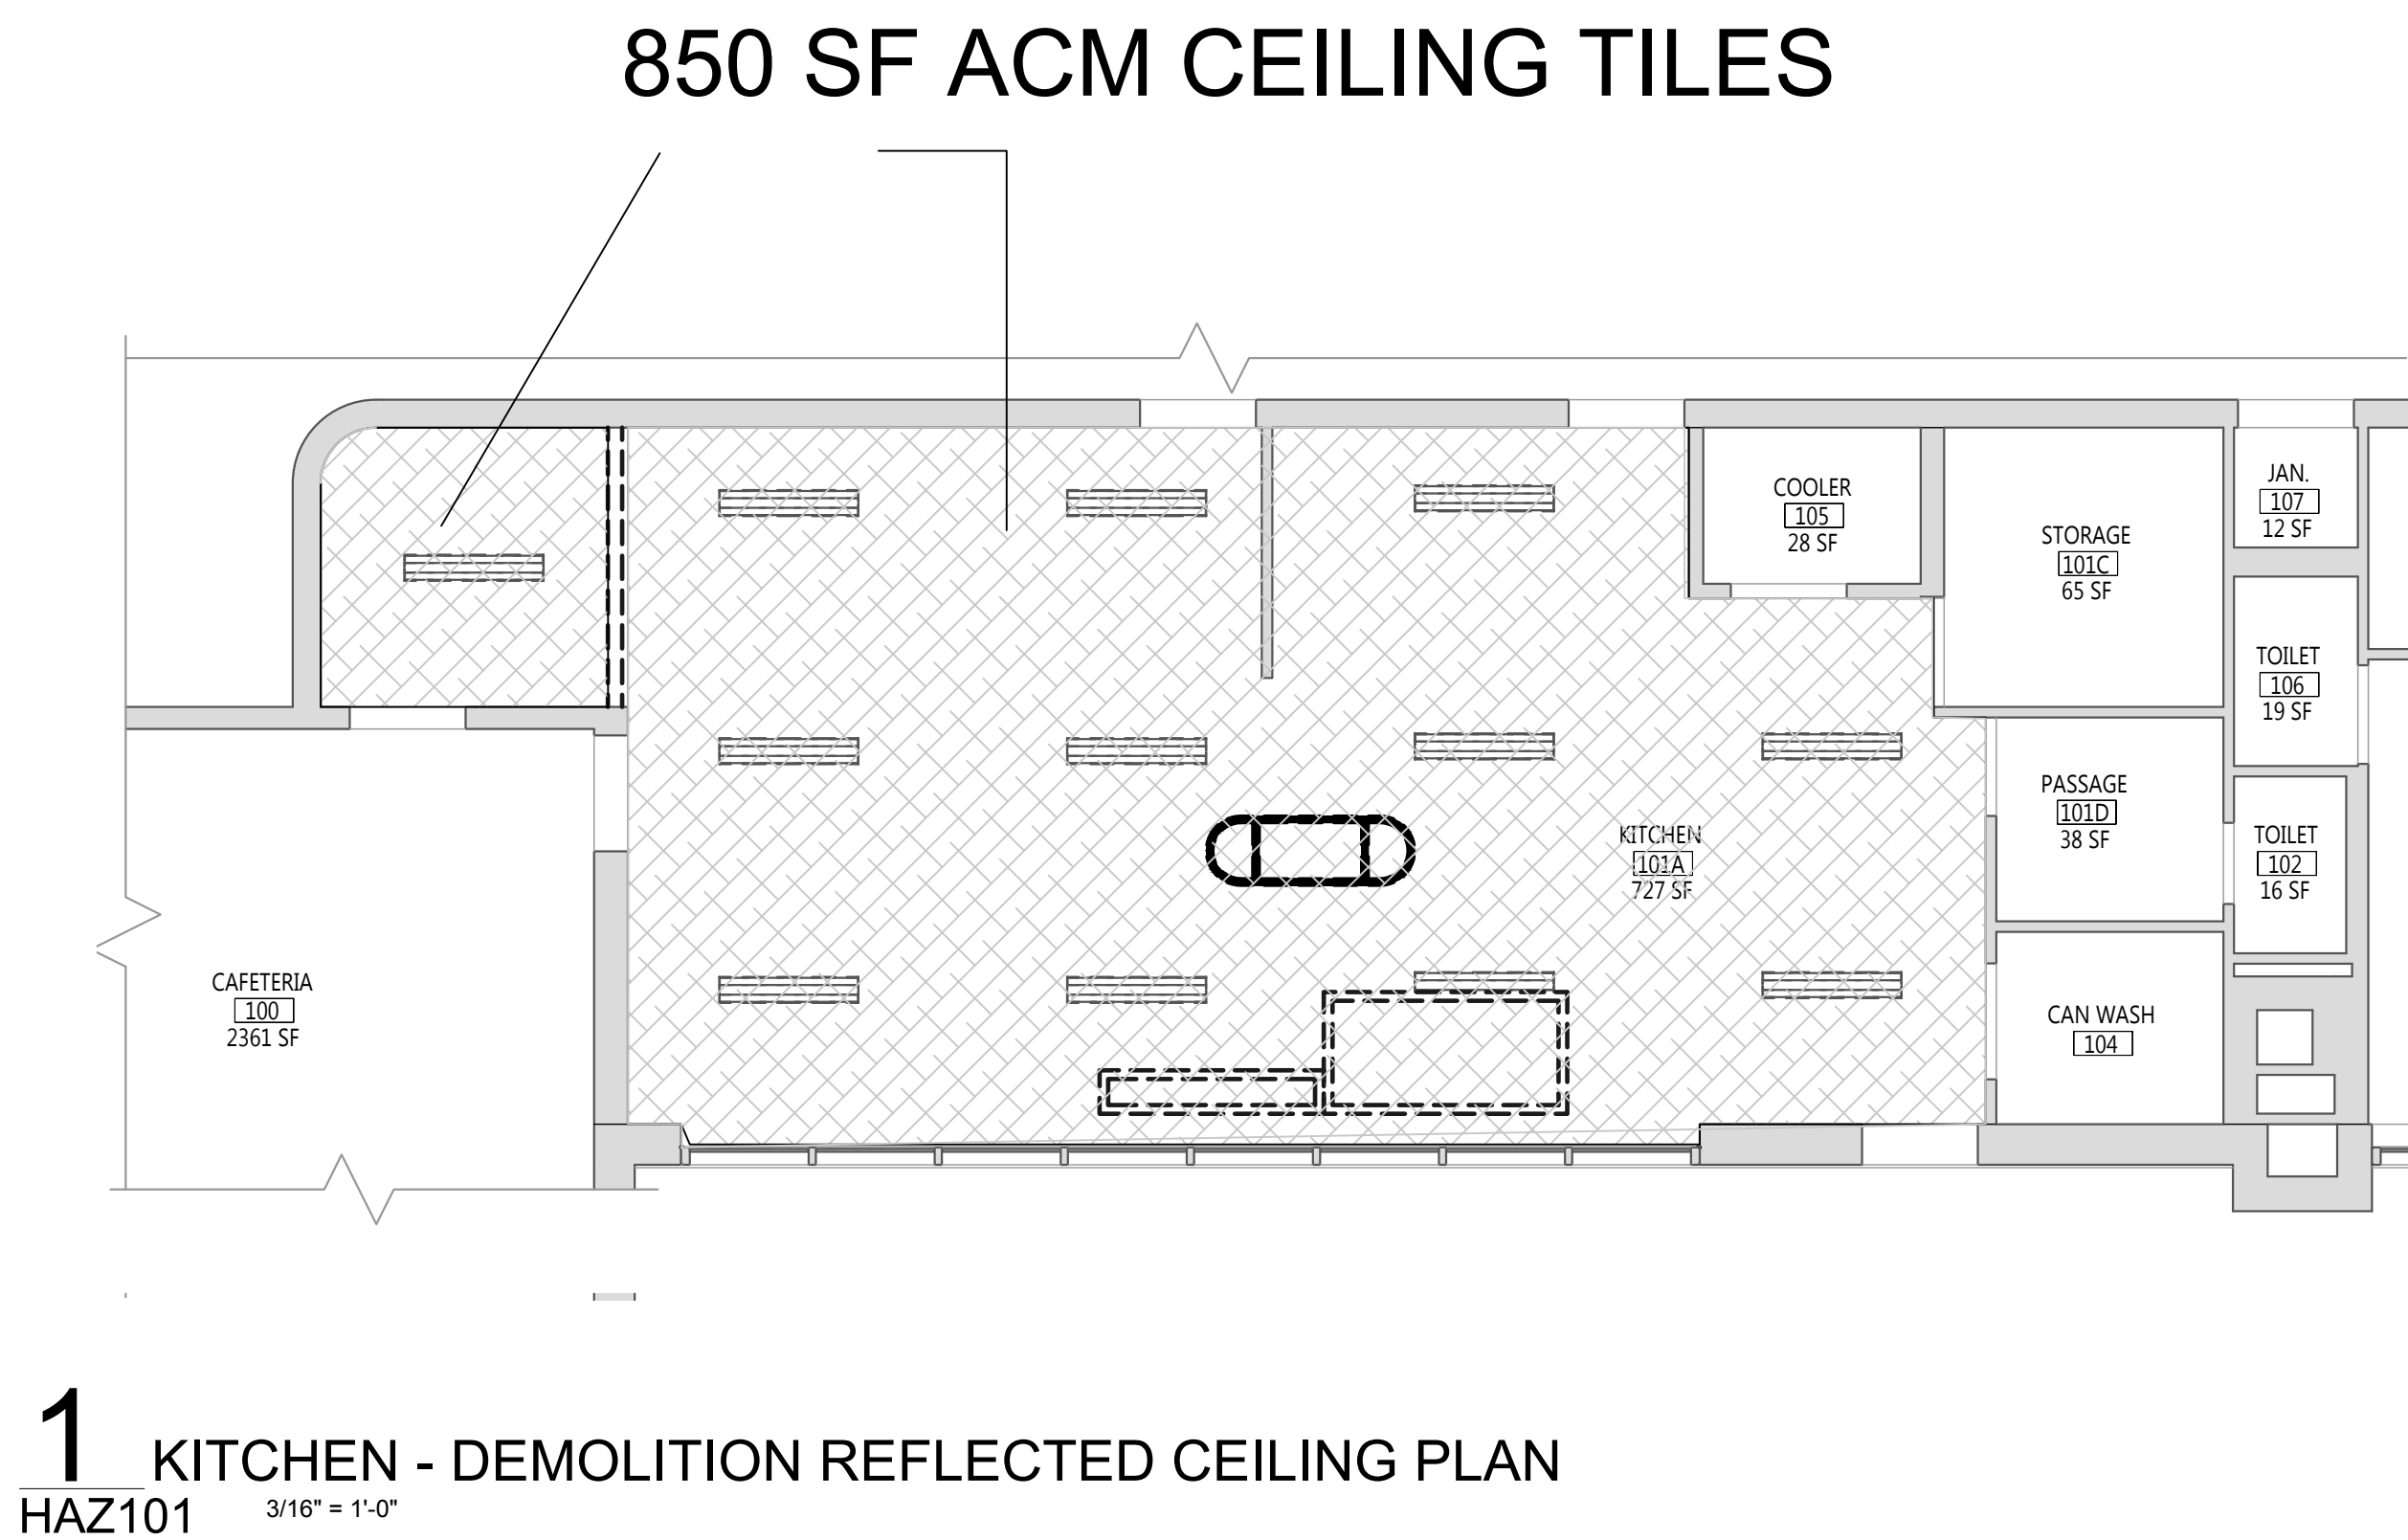 850 SF ACM CEILING TILES
COOLER
105
28 SF
STORAGE
101C
65 SF
JAN.
107
12 SF
TOILET
106
19 SF
PASSAGE
101D
38 SF
TOILET
102
16 SF
KITCHEN
101A
727 SF
CAFETERIA
100
2361 SF
CAN WASH
104
1
KITCHEN - DEMOLITION REFLECTED CEILING PLAN
HAZ101
3/16" = 1'-0"